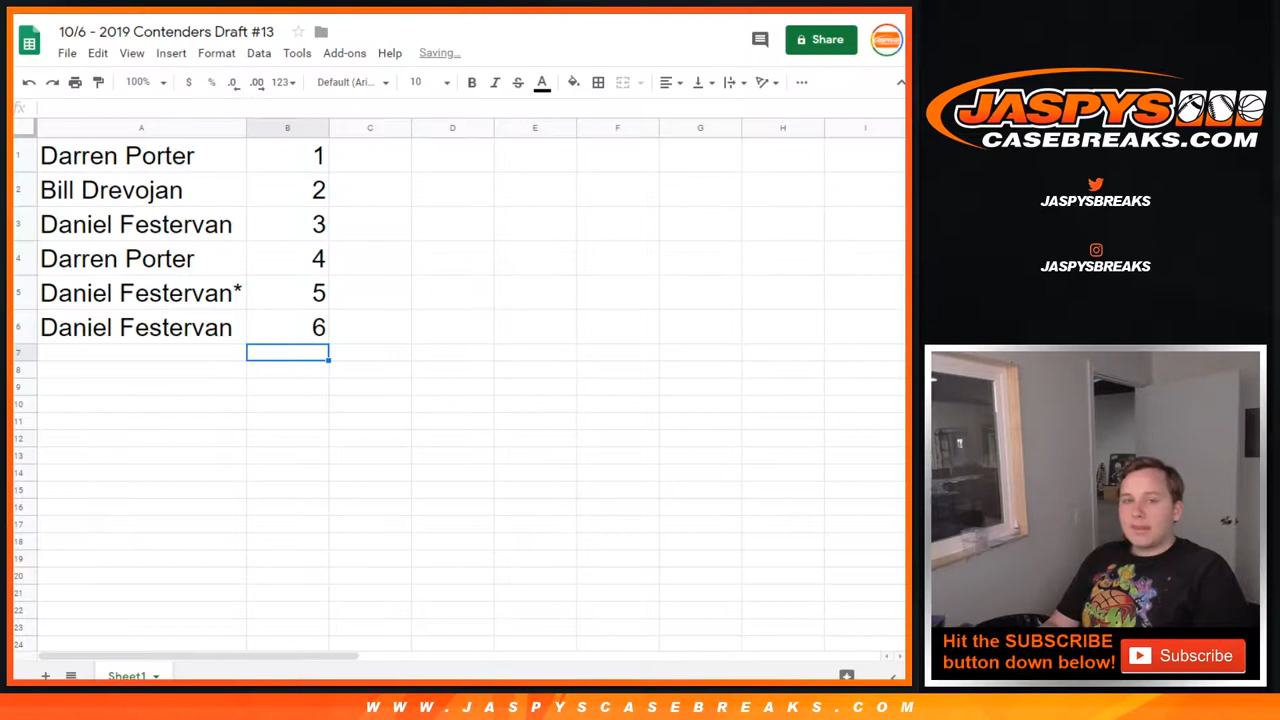 10/6 - 2019 Contenders Draft #13
File Edit View Insert Format Data Tools Add-ons Help Saving...
Share
100% $ % .0 .00 123 Default (Ari... 10 B I S A
fx
A B C D E F G H I
1 Darren Porter 1
2 Bill Drevojan 2
3 Daniel Festervan 3
4 Darren Porter 4
5 Daniel Festervan* 5
6 Daniel Festervan 6
7
8
9
10
11
12
13
14
15
16
17
18
19
20
21
22
23
24
Sheet1
JASPYS
CASEBREAKS.COM
JASPYSBREAKS
JASPYSBREAKS
Hit the SUBSCRIBE
button down below!
Subscribe
WWW.JASPYSCASEBREAKS.COM